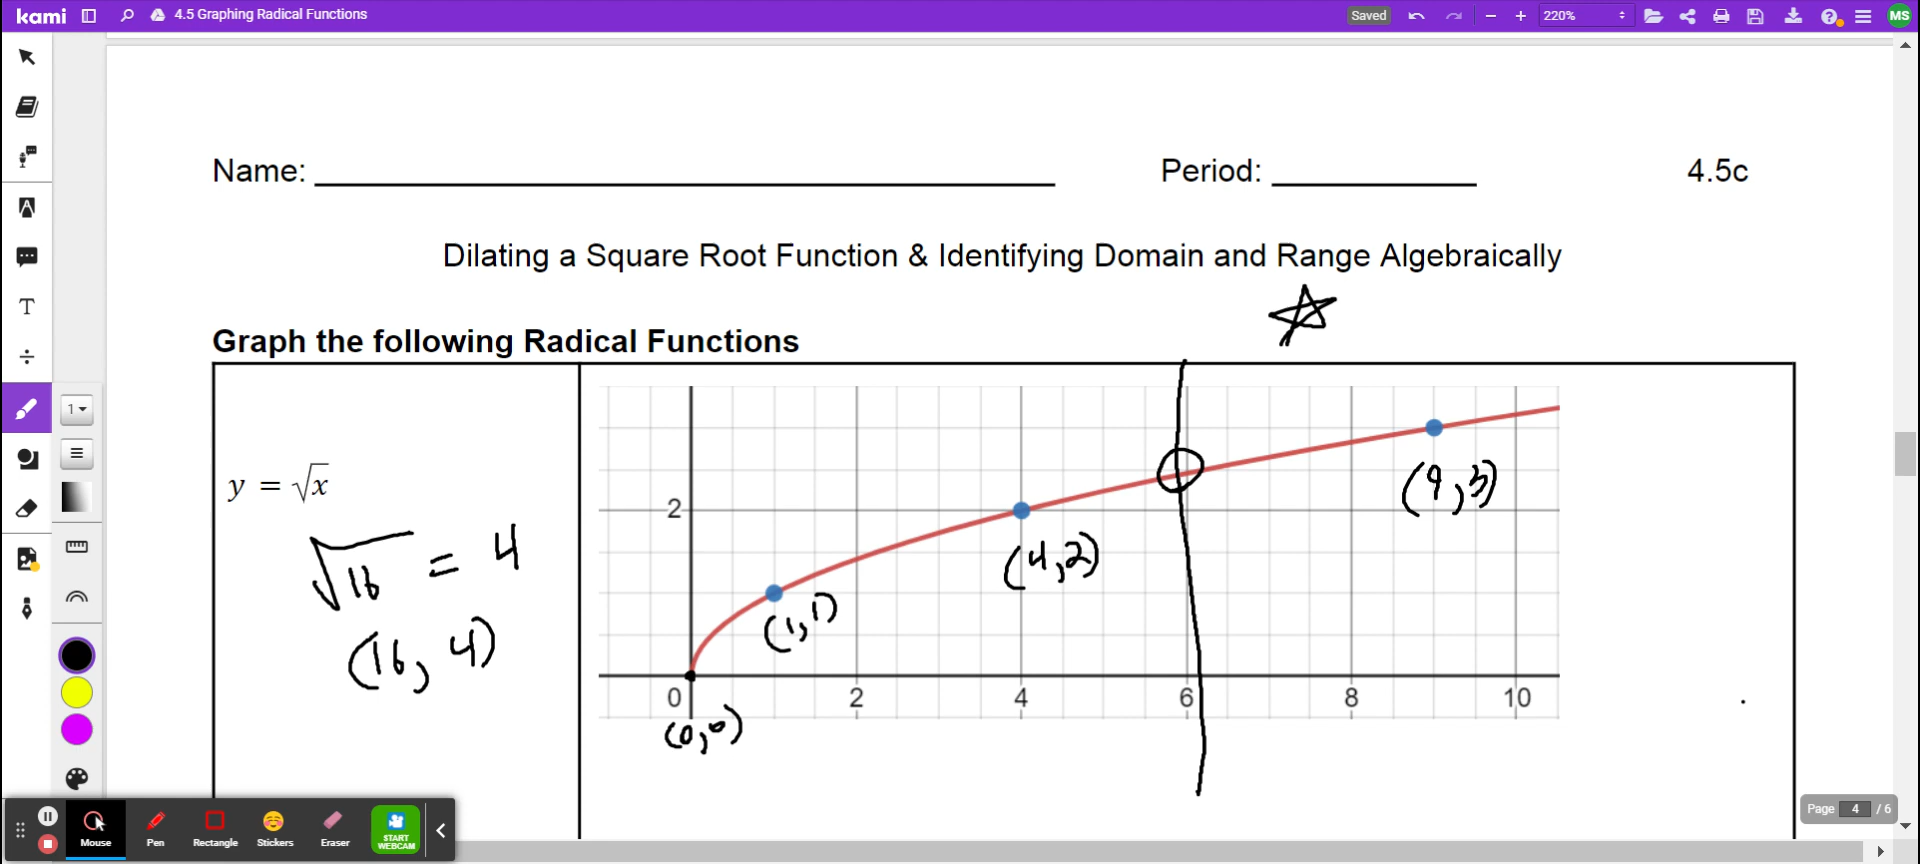 kami 4.5 Graphing Radical Functions Saved 220% MS
Name: Period: 4.5c
Dilating a Square Root Function & Identifying Domain and Range Algebraically
Graph the following Radical Functions
y = √x
√16 = 4
(16, 4)
2
(9,3)
(4,2)
(1,1)
0 2 4 6 8 10
(0,0)
1
T
Page 4 / 6
Mouse Pen Rectangle Stickers Eraser START
WEBCAM